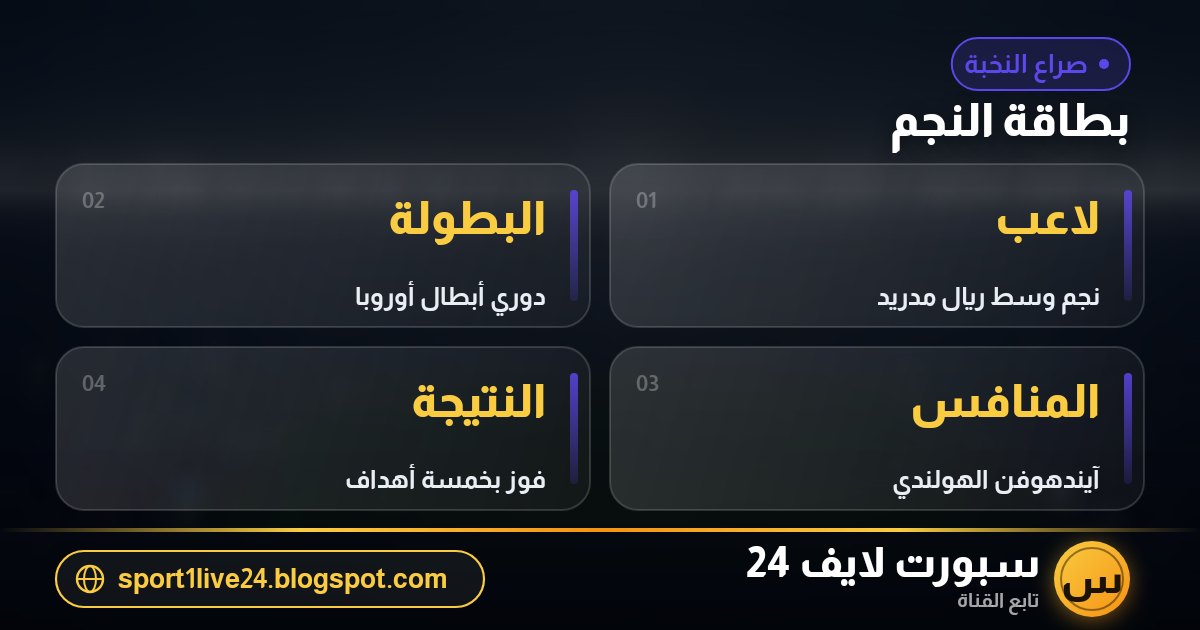 • صراع النخبة
بطاقة النجم
01
لاعب
نجم وسط ريال مدريد
02
البطولة
دوري أبطال أوروبا
03
المنافس
آيندهوفن الهولندي
04
النتيجة
فوز بخمسة أهداف
س
سبورت لايف 24
تابع القناة
sport1live24.blogspot.com